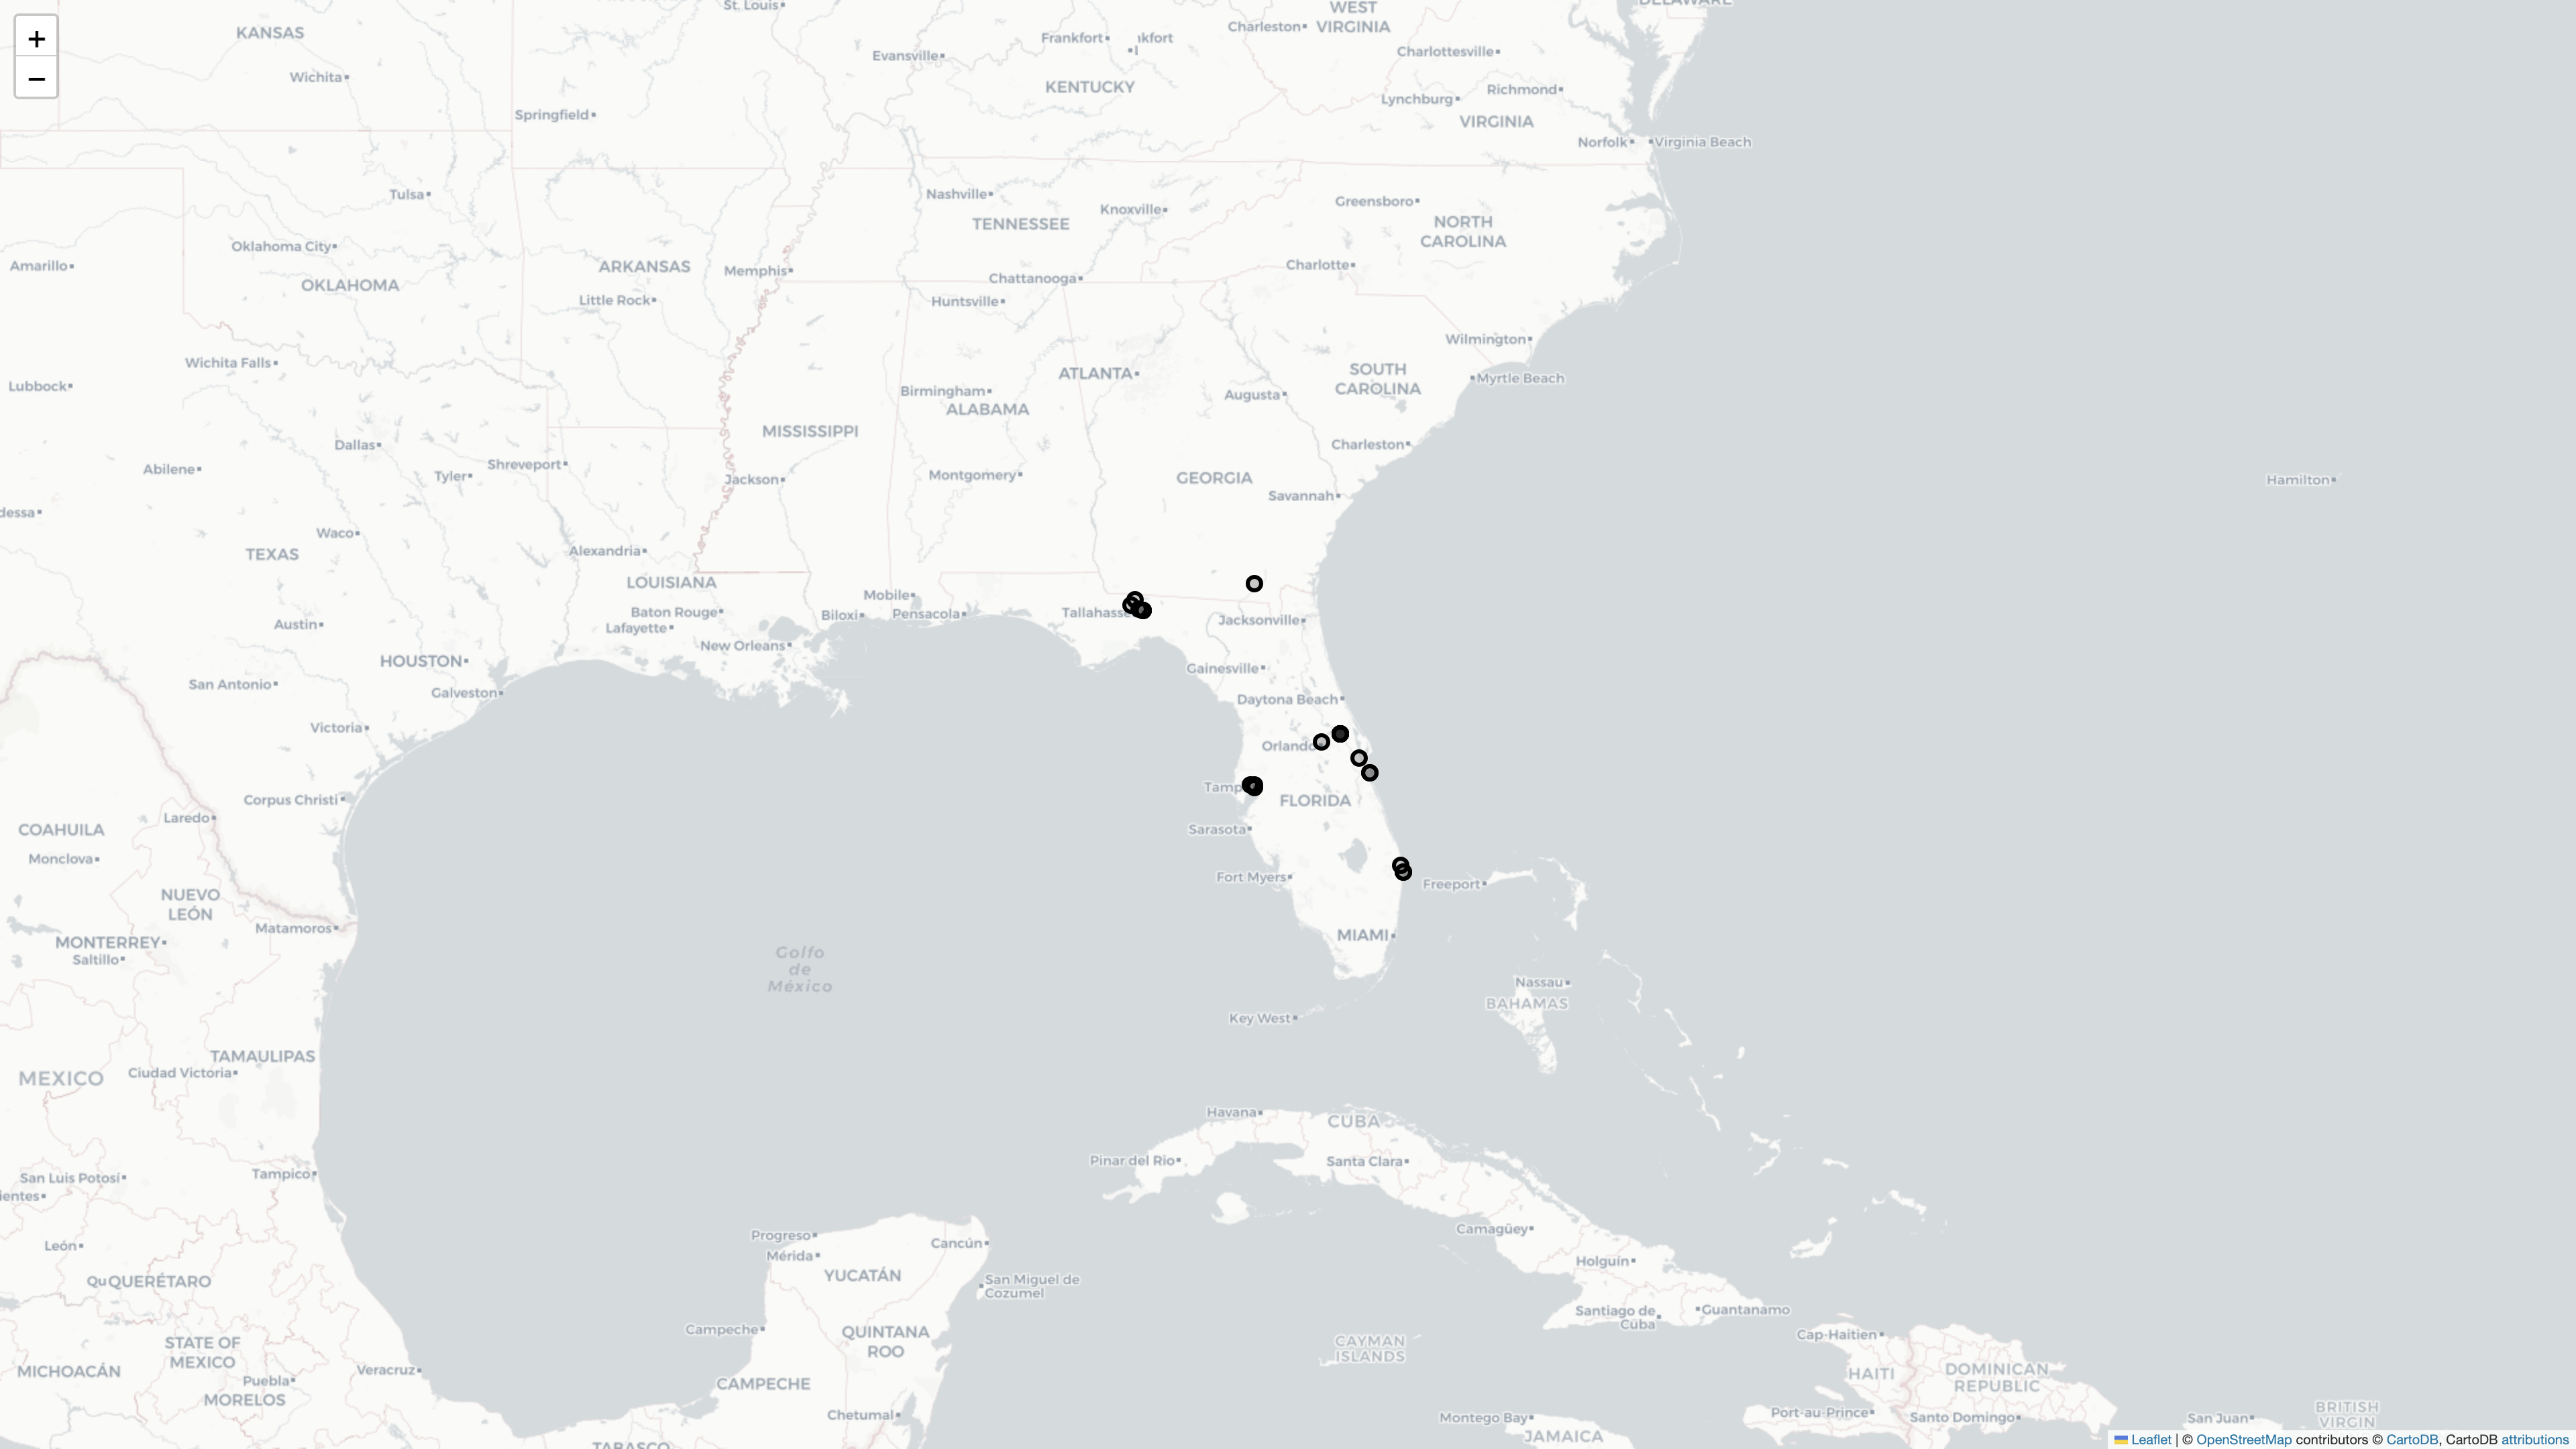 +
−
St. Louis
DELAWARE
WEST
VIRGINIA
Charleston
KANSAS
Frankfort
nkfort
Charlottesville
Evansville
Wichita
KENTUCKY
Richmond
Lynchburg
Springfield
VIRGINIA
Norfolk
Virginia Beach
Tulsa
Nashville
Knoxville
Greensboro
TENNESSEE
NORTH
CAROLINA
Oklahoma City
Amarillo
ARKANSAS
Memphis
Charlotte
Chattanooga
OKLAHOMA
Little Rock
Huntsville
Wilmington
Wichita Falls
ATLANTA
SOUTH
CAROLINA
Myrtle Beach
Lubbock
Birmingham
Augusta
ALABAMA
MISSISSIPPI
Dallas
Charleston
Shreveport
Abilene
Tyler
Montgomery
Jackson
GEORGIA
Hamilton
Savannah
dessa
Waco
TEXAS
Alexandria
LOUISIANA
Mobile
Baton Rouge
Biloxi
Pensacola
Tallahass
Jacksonville
Austin
Lafayette
New Orleans
HOUSTON
Gainesville
San Antonio
Galveston
Daytona Beach
Victoria
Orlando
Tamp
FLORIDA
Corpus Christi
Laredo
COAHUILA
Sarasota
Monclova
Fort Myers
Freeport
NUEVO
LEÓN
Matamoros
MIAMI
MONTERREY
Saltillo
Golfo
de
México
Nassau
BAHAMAS
Key West
TAMAULIPAS
MEXICO
Ciudad Victoria
Havana
CUBA
Pinar del Rio
Santa Clara
San Luis Potosí
Tampico
ientes
Camagüey
Progreso
León
Cancún
Mérida
Holguín
YUCATÁN
Qu
QUERÉTARO
San Miguel de
Cozumel
Santiago de
Cuba
Guantanamo
Campeche
QUINTANA
ROO
Cap-Haitien
STATE OF
MEXICO
CAYMAN
ISLANDS
MICHOACÁN
Veracruz
HAITI
DOMINICAN
REPUBLIC
Puebla
CAMPECHE
MORELOS
Chetumal
Montego Bay
Port-au-Prince
Santo Domingo
San Juan
BRITISH
VIRGIN
JAMAICA
TABASCO
Leaflet | © OpenStreetMap contributors © CartoDB, CartoDB attributions